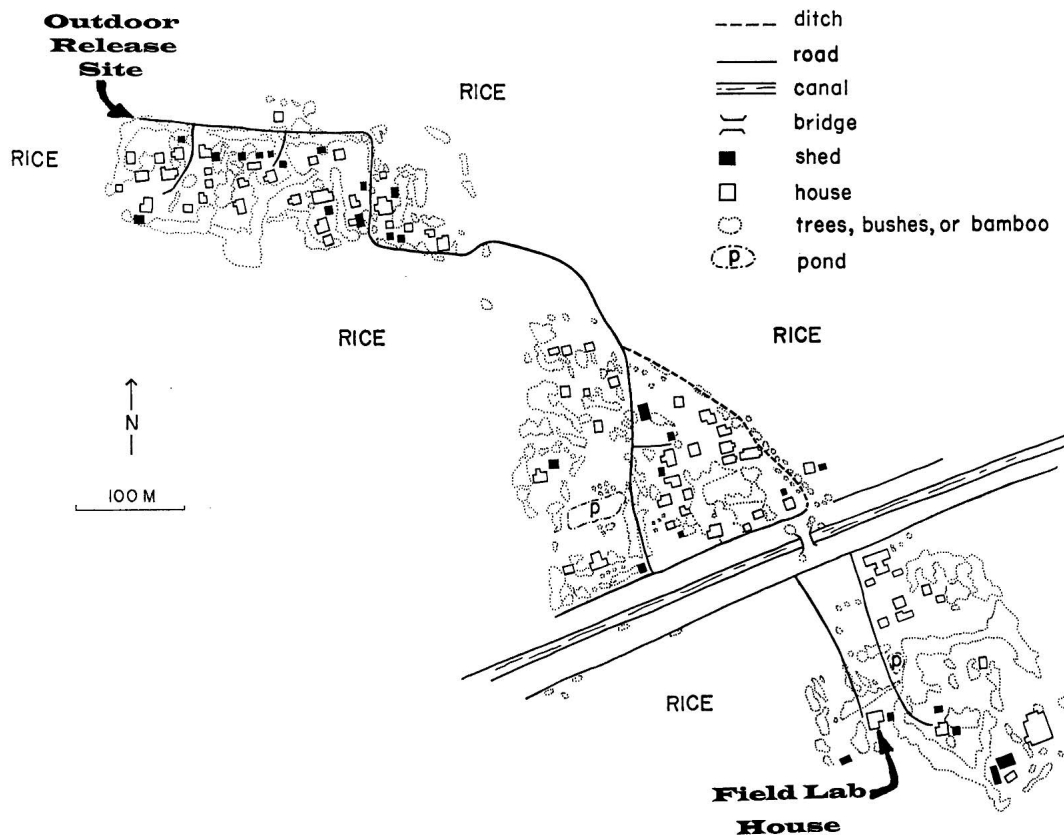 Outdoor
Release
Site
RICE
RICE
ditch
road
canal
bridge
shed
house
trees, bushes, or bamboo
p
pond
RICE
RICE
N
100 M
p
p
RICE
Field Lab
House